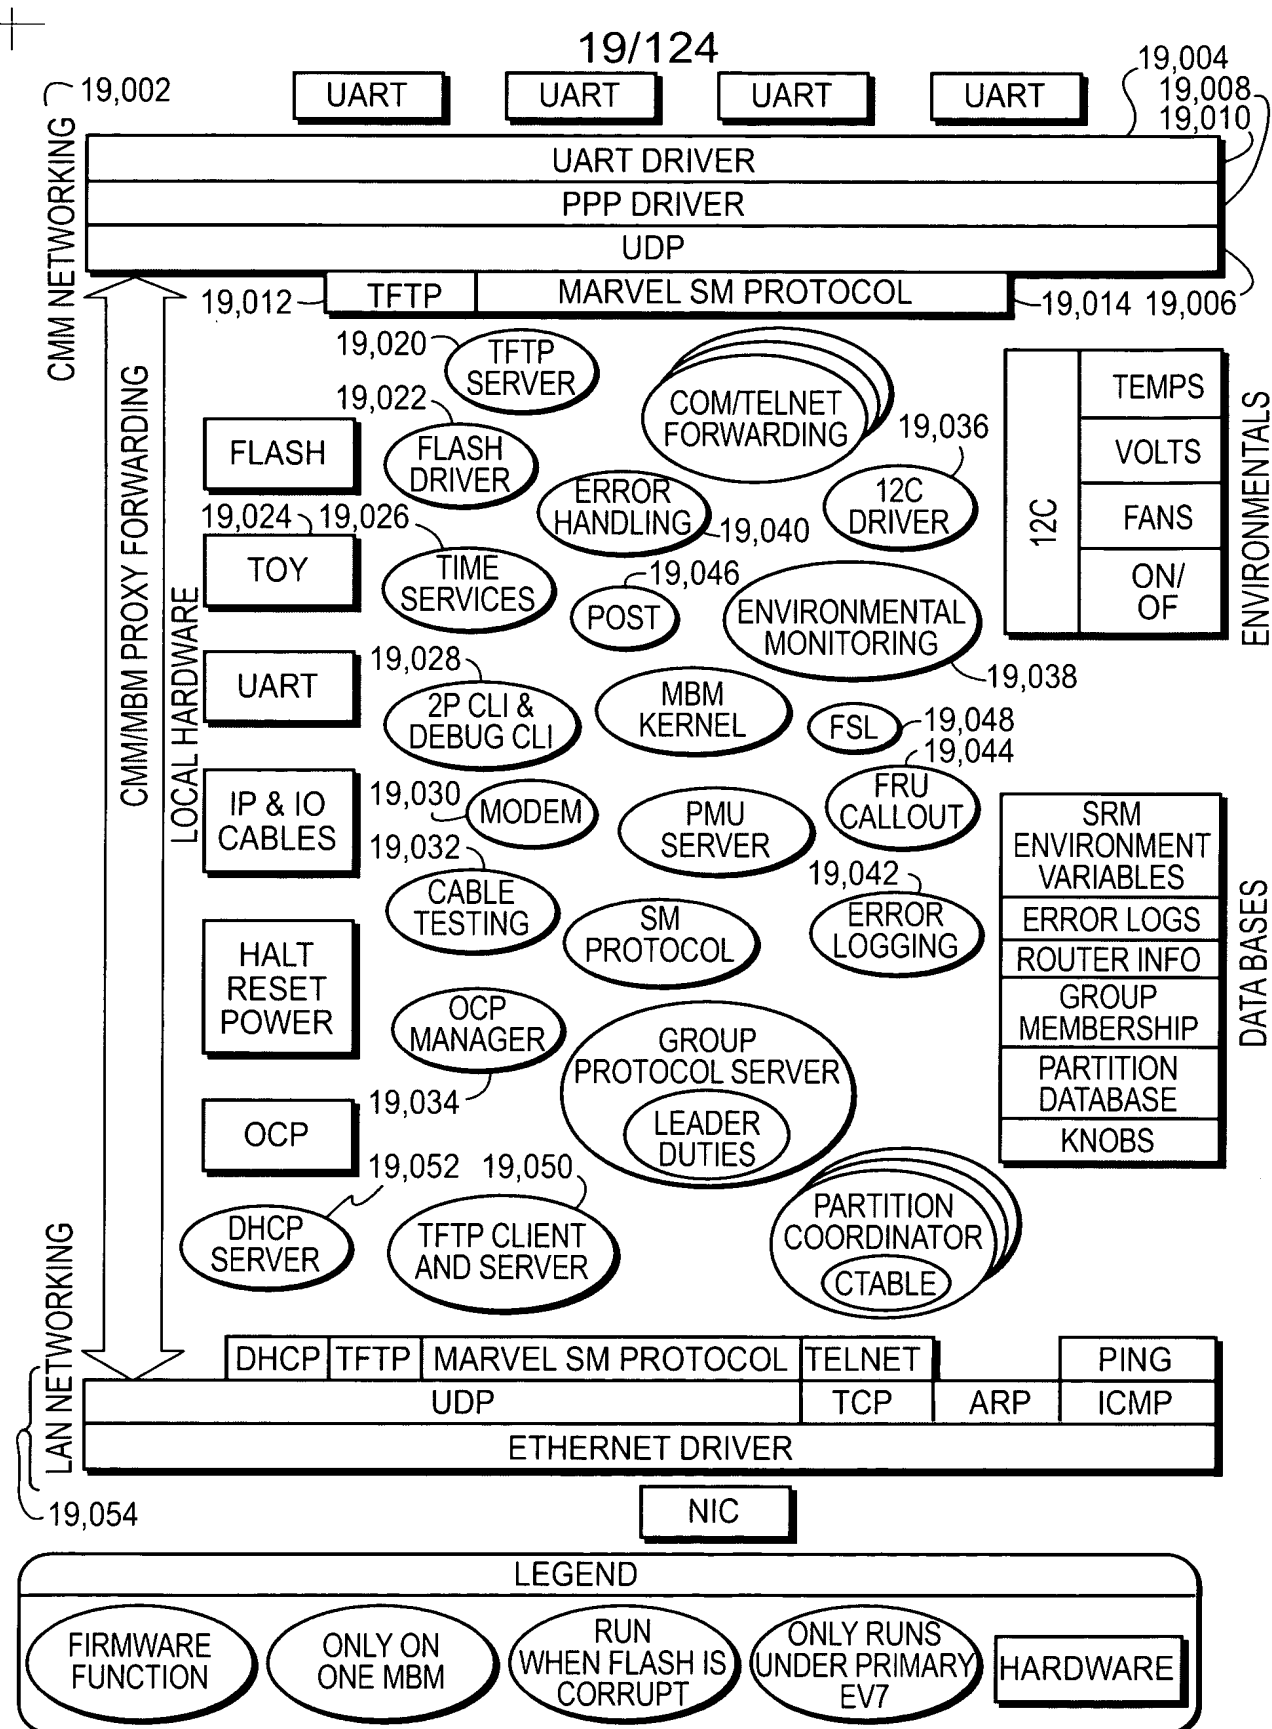 19/124
19,002
UART
UART
UART
UART
19,004
19,008
19,010
CMM NETWORKING
UART DRIVER
PPP DRIVER
UDP
19,012
TFTP
MARVEL SM PROTOCOL
19,014
19,006
CMM/MBM PROXY FORWARDING
LOCAL HARDWARE
19,020
TFTP
SERVER
COM/TELNET
FORWARDING
12C
TEMPS
VOLTS
FANS
ON/
OF
ENVIRONMENTALS
19,022
FLASH
FLASH
DRIVER
19,036
12C
DRIVER
ERROR
HANDLING
19,040
19,024
19,026
TOY
TIME
SERVICES
19,046
POST
ENVIRONMENTAL
MONITORING
19,038
UART
19,028
2P CLI &
DEBUG CLI
MBM
KERNEL
FSL
19,048
19,044
FRU
CALLOUT
IP & IO
CABLES
19,030
MODEM
PMU
SERVER
19,032
CABLE
TESTING
19,042
ERROR
LOGGING
SM
PROTOCOL
SRM
ENVIRONMENT
VARIABLES
ERROR LOGS
ROUTER INFO
GROUP
MEMBERSHIP
PARTITION
DATABASE
KNOBS
DATA BASES
HALT
RESET
POWER
OCP
MANAGER
19,034
GROUP
PROTOCOL SERVER
LEADER
DUTIES
OCP
19,052
19,050
DHCP
SERVER
TFTP CLIENT
AND SERVER
PARTITION
COORDINATOR
CTABLE
LAN NETWORKING
DHCP
TFTP
MARVEL SM PROTOCOL
TELNET
PING
UDP
TCP
ARP
ICMP
ETHERNET DRIVER
19,054
NIC
LEGEND
FIRMWARE
FUNCTION
ONLY ON
ONE MBM
RUN
WHEN FLASH IS
CORRUPT
ONLY RUNS
UNDER PRIMARY
EV7
HARDWARE